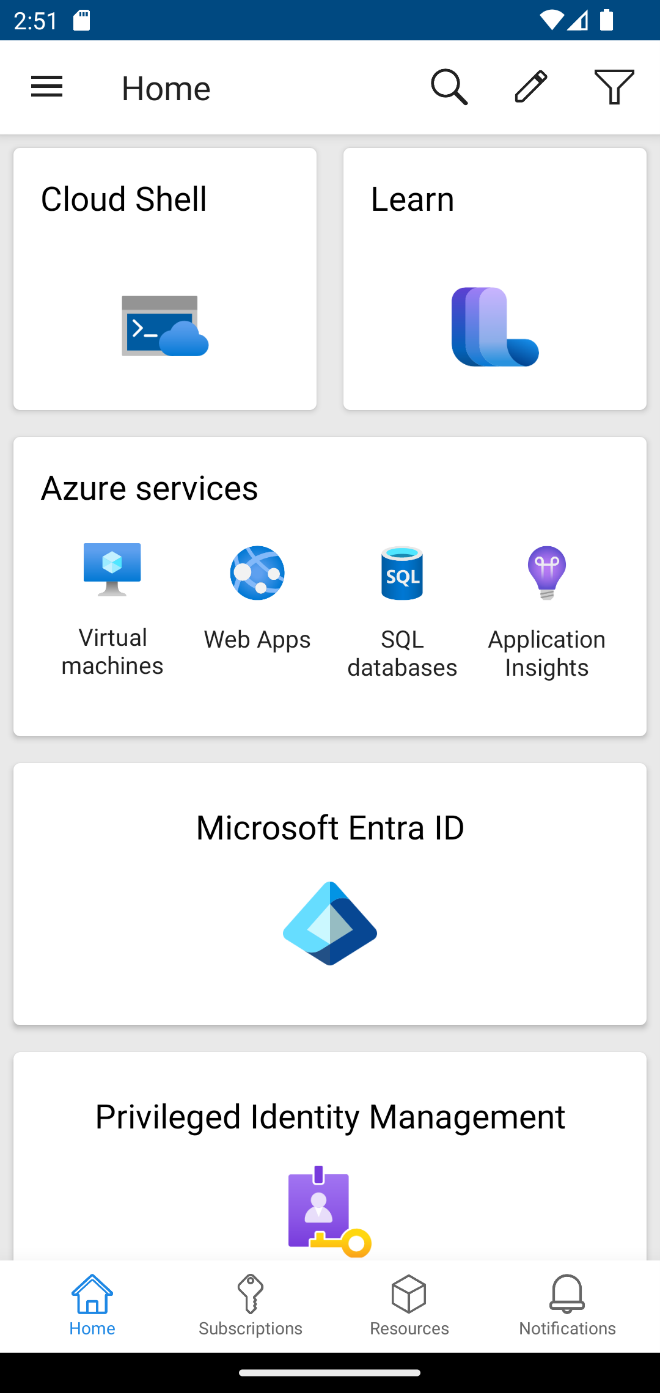 2:51
Home
Cloud Shell
Learn
Azure services
Virtual
machines
Web Apps
SQL
SQL
databases
Application
Insights
Microsoft Entra ID
Privileged Identity Management
Home
Subscriptions
Resources
Notifications